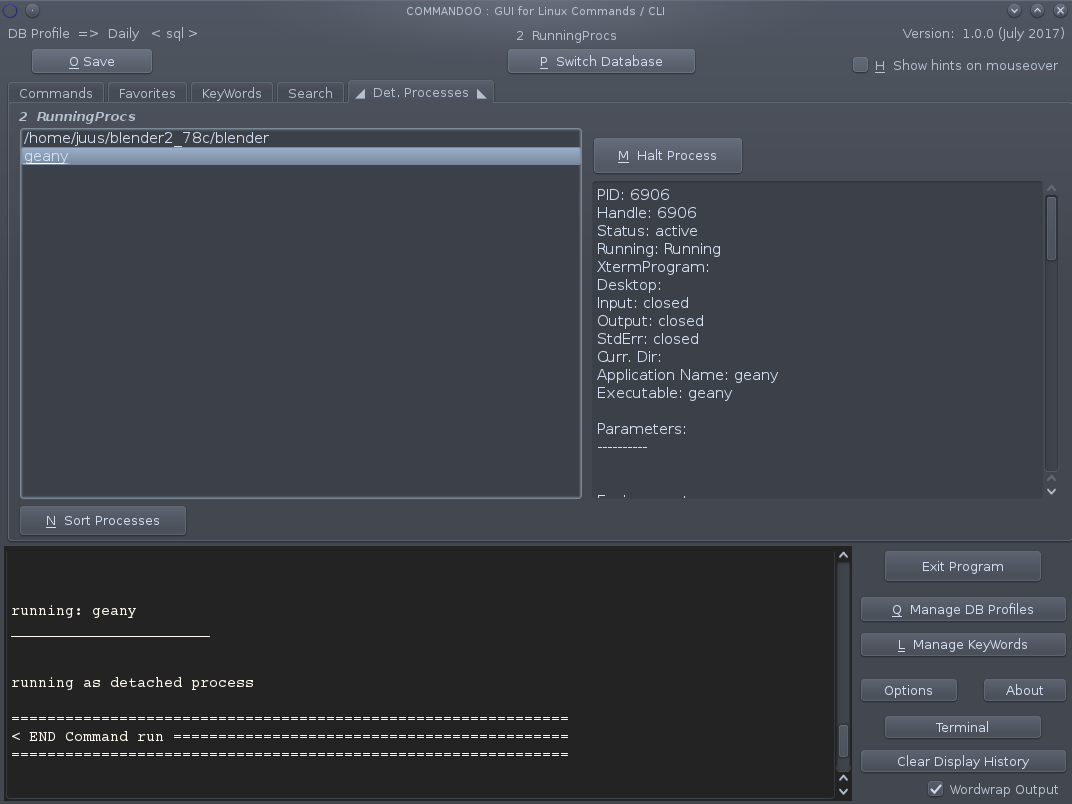 COMMANDOO : GUI for Linux Commands / CLI
DB Profile => Daily < sql >
2 RunningProcs
Version: 1.0.0 (July 2017)
O Save
P Switch Database
H Show hints on mouseover
Commands
Favorites
KeyWords
Search
Det. Processes
2 RunningProcs
/home/juus/blender2_78c/blender
geany
M Halt Process
PID: 6906
Handle: 6906
Status: active
Running: Running
XtermProgram:
Desktop:
Input: closed
Output: closed
StdErr: closed
Curr. Dir:
Application Name: geany
Executable: geany
Parameters:
----------
N Sort Processes
running: geany
______________________
running as detached process
==============================================================
< END Command run ============================================
==============================================================
Exit Program
Q Manage DB Profiles
L Manage KeyWords
Options
About
Terminal
Clear Display History
Wordwrap Output